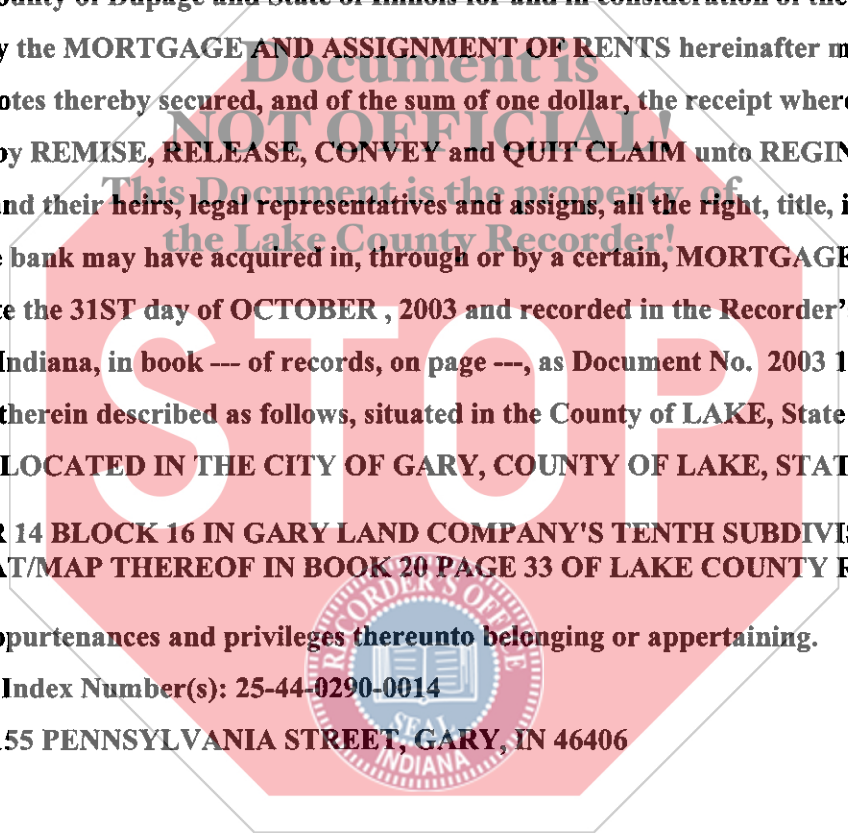 ounty of Dupage and State of Illinois for and in consideration of the
y the MORTGAGE AND ASSIGNMENT OF RENTS hereinafter m
Document is
otes thereby secured, and of the sum of one dollar, the receipt where
NOT OFFICIAL!
by REMISE, RELEASE, CONVEY and QUIT CLAIM unto REGIN
This Document is the property of
nd their heirs, legal representatives and assigns, all the right, title, i
the Lake County Recorder!
e bank may have acquired in, through or by a certain, MORTGAGE
te the 31ST day of OCTOBER , 2003 and recorded in the Recorder's
Indiana, in book --- of records, on page ---, as Document No. 2003 1
STOP
therein described as follows, situated in the County of LAKE, State
LOCATED IN THE CITY OF GARY, COUNTY OF LAKE, STAT
R 14 BLOCK 16 IN GARY LAND COMPANY'S TENTH SUBDIVIS
AT/MAP THEREOF IN BOOK 20 PAGE 33 OF LAKE COUNTY R
RECORDER'S OFFICE
ppurtenances and privileges thereunto belonging or appertaining.
Index Number(s): 25-44-0290-0014
SEAL
155 PENNSYLVANIA STREET, GARY, IN 46406
INDIANA